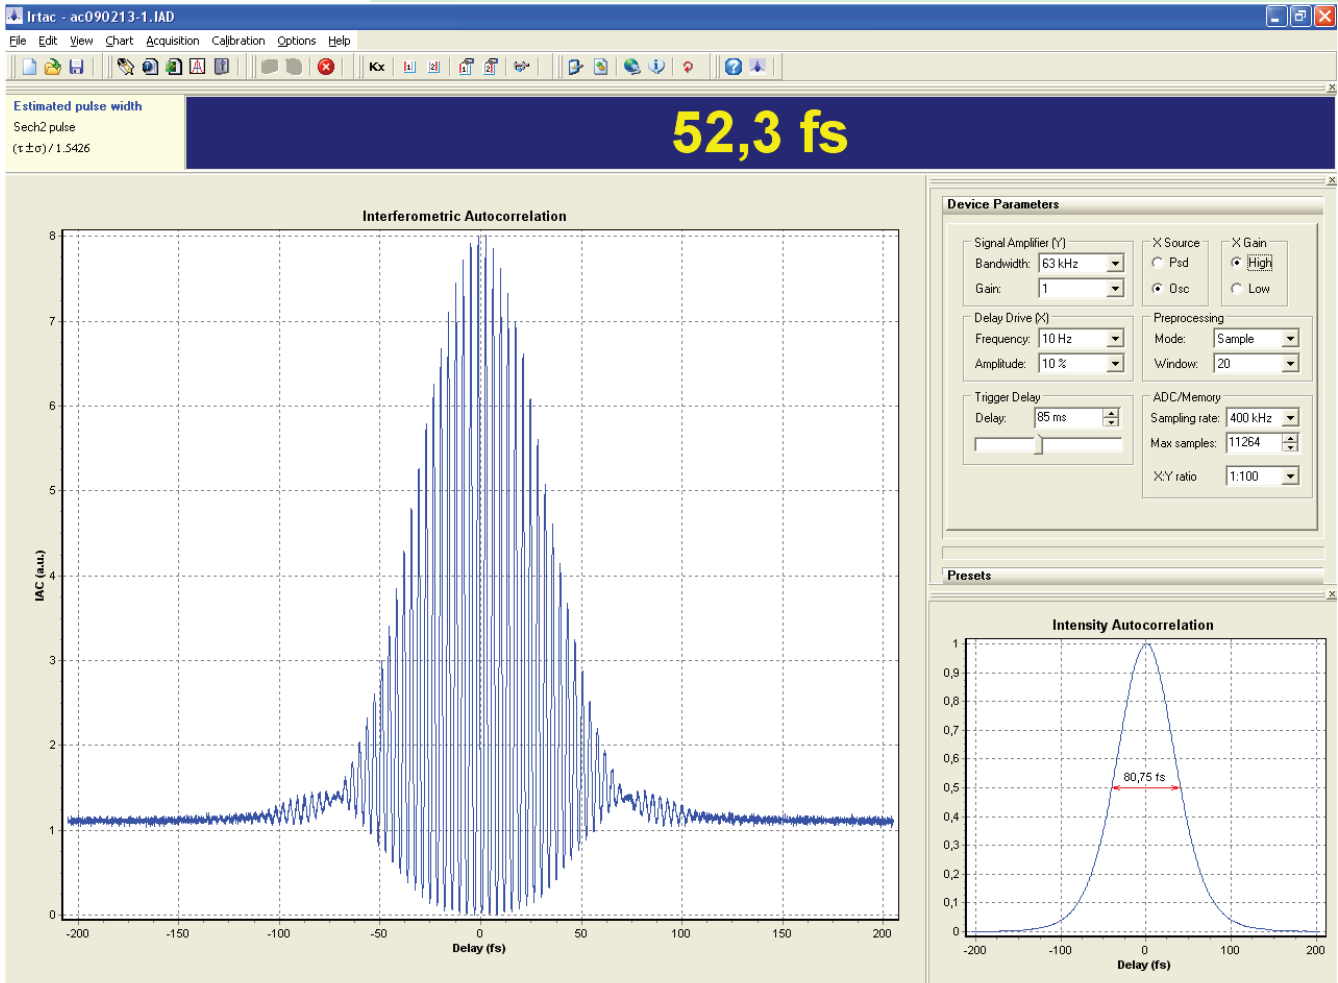 Irtac - ac090213-1.IAD
File Edit View Chart Acquisition Calibration Options Help
Kx
Estimated pulse width
Sech2 pulse
(τ±σ) / 1.5426
52,3 fs
Interferometric Autocorrelation
8
7
6
5
4
3
2
1
0
IAC (a.u.)
-200 -150 -100 -50 0 50 100 150 200
Delay (fs)
Device Parameters
Signal Amplifier (Y)
Bandwidth: 63 kHz
Gain: 1
X Source
Psd
Osc
X Gain
High
Low
Delay Drive (X)
Frequency: 10 Hz
Amplitude: 10 %
Preprocessing
Mode: Sample
Window: 20
Trigger Delay
Delay: 85 ms
ADC/Memory
Sampling rate: 400 kHz
Max samples: 11264
X:Y ratio 1:100
Presets
Intensity Autocorrelation
1
0,9
0,8
0,7
0,6
0,5
0,4
0,3
0,2
0,1
0
80,75 fs
-200 -100 0 100 200
Delay (fs)